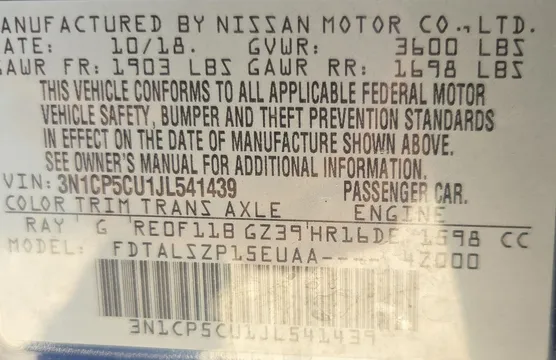 ANUFACTURED BY NISSAN MOTOR CO., LTD.
ATE: 10/18. GVWR: 3600 LBS
GAWR FR: 1903 LBS GAWR RR: 1698 LBS
THIS VEHICLE CONFORMS TO ALL APPLICABLE FEDERAL MOTOR
VEHICLE SAFETY, BUMPER AND THEFT PREVENTION STANDARDS
IN EFFECT ON THE DATE OF MANUFACTURE SHOWN ABOVE.
SEE OWNER'S MANUAL FOR ADDITIONAL INFORMATION.
VIN: 3N1CP5CU1JL541439 PASSENGER CAR.
COLOR TRIM TRANS AXLE ENGINE
RAY G RE0F11B GZ39 HR16DE 1598 CC
MODEL: FDTALSZP15EUAA---- 4Z000
3N1CP5CU1JL541439